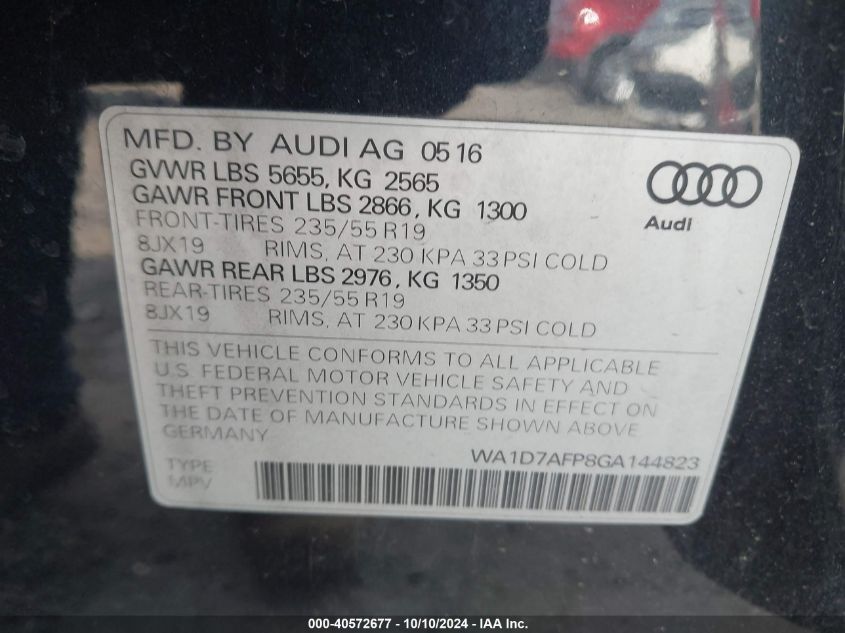 MFD. BY AUDI AG 0516
GVWR LBS 5655, KG 2565
GAWR FRONT LBS 2866, KG 1300
FRONT-TIRES 235/55 R19
8JX19 RIMS, AT 230 KPA 33 PSI COLD
GAWR REAR LBS 2976, KG 1350
REAR-TIRES 235/55 R19
8JX19 RIMS, AT 230 KPA 33 PSI COLD
Audi
THIS VEHICLE CONFORMS TO ALL APPLICABLE
U.S. FEDERAL MOTOR VEHICLE SAFETY AND
THEFT PREVENTION STANDARDS IN EFFECT ON
THE DATE OF MANUFACTURE SHOWN ABOVE
GERMANY
WA1D7AFP8GA144823
TYPE
MPV
000-40572677 - 10/10/2024 - IAA Inc.